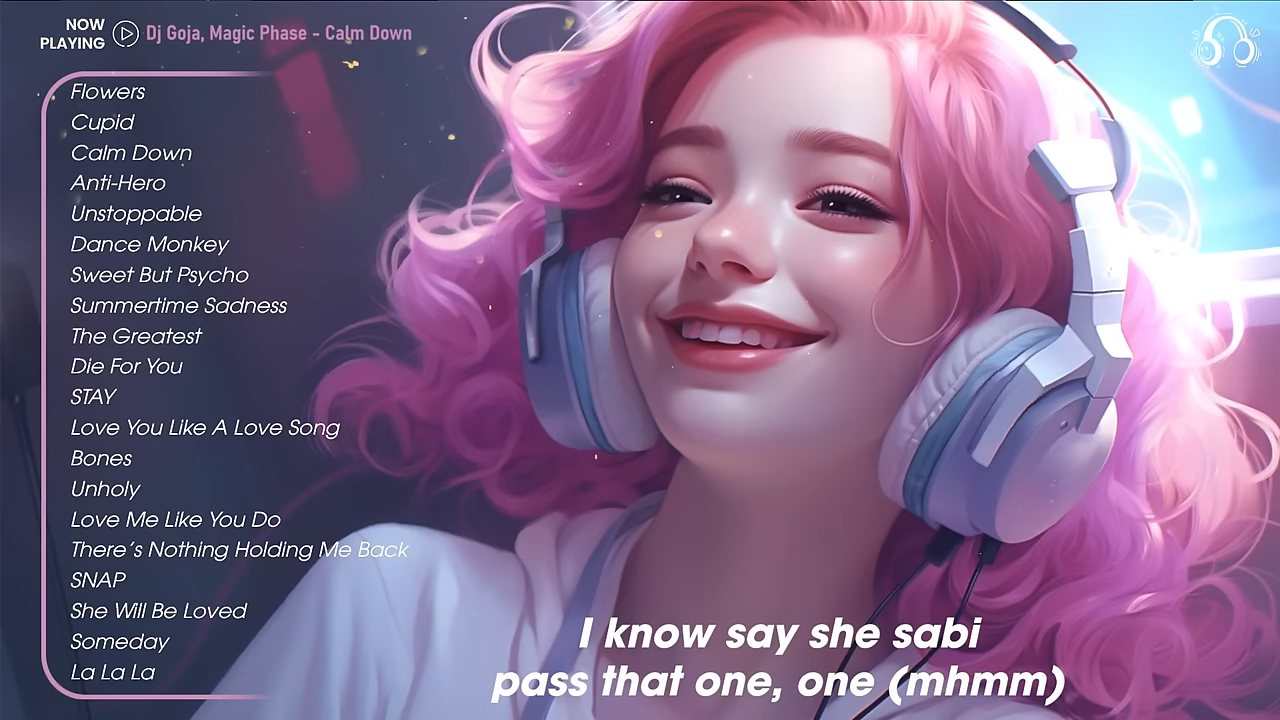 NOW
PLAYING
Dj Goja, Magic Phase - Calm Down
Flowers
Cupid
Calm Down
Anti-Hero
Unstoppable
Dance Monkey
Sweet But Psycho
Summertime Sadness
The Greatest
Die For You
STAY
Love You Like A Love Song
Bones
Unholy
Love Me Like You Do
There's Nothing Holding Me Back
SNAP
She Will Be Loved
Someday
La La La
I know say she sabi
pass that one, one (mhmm)